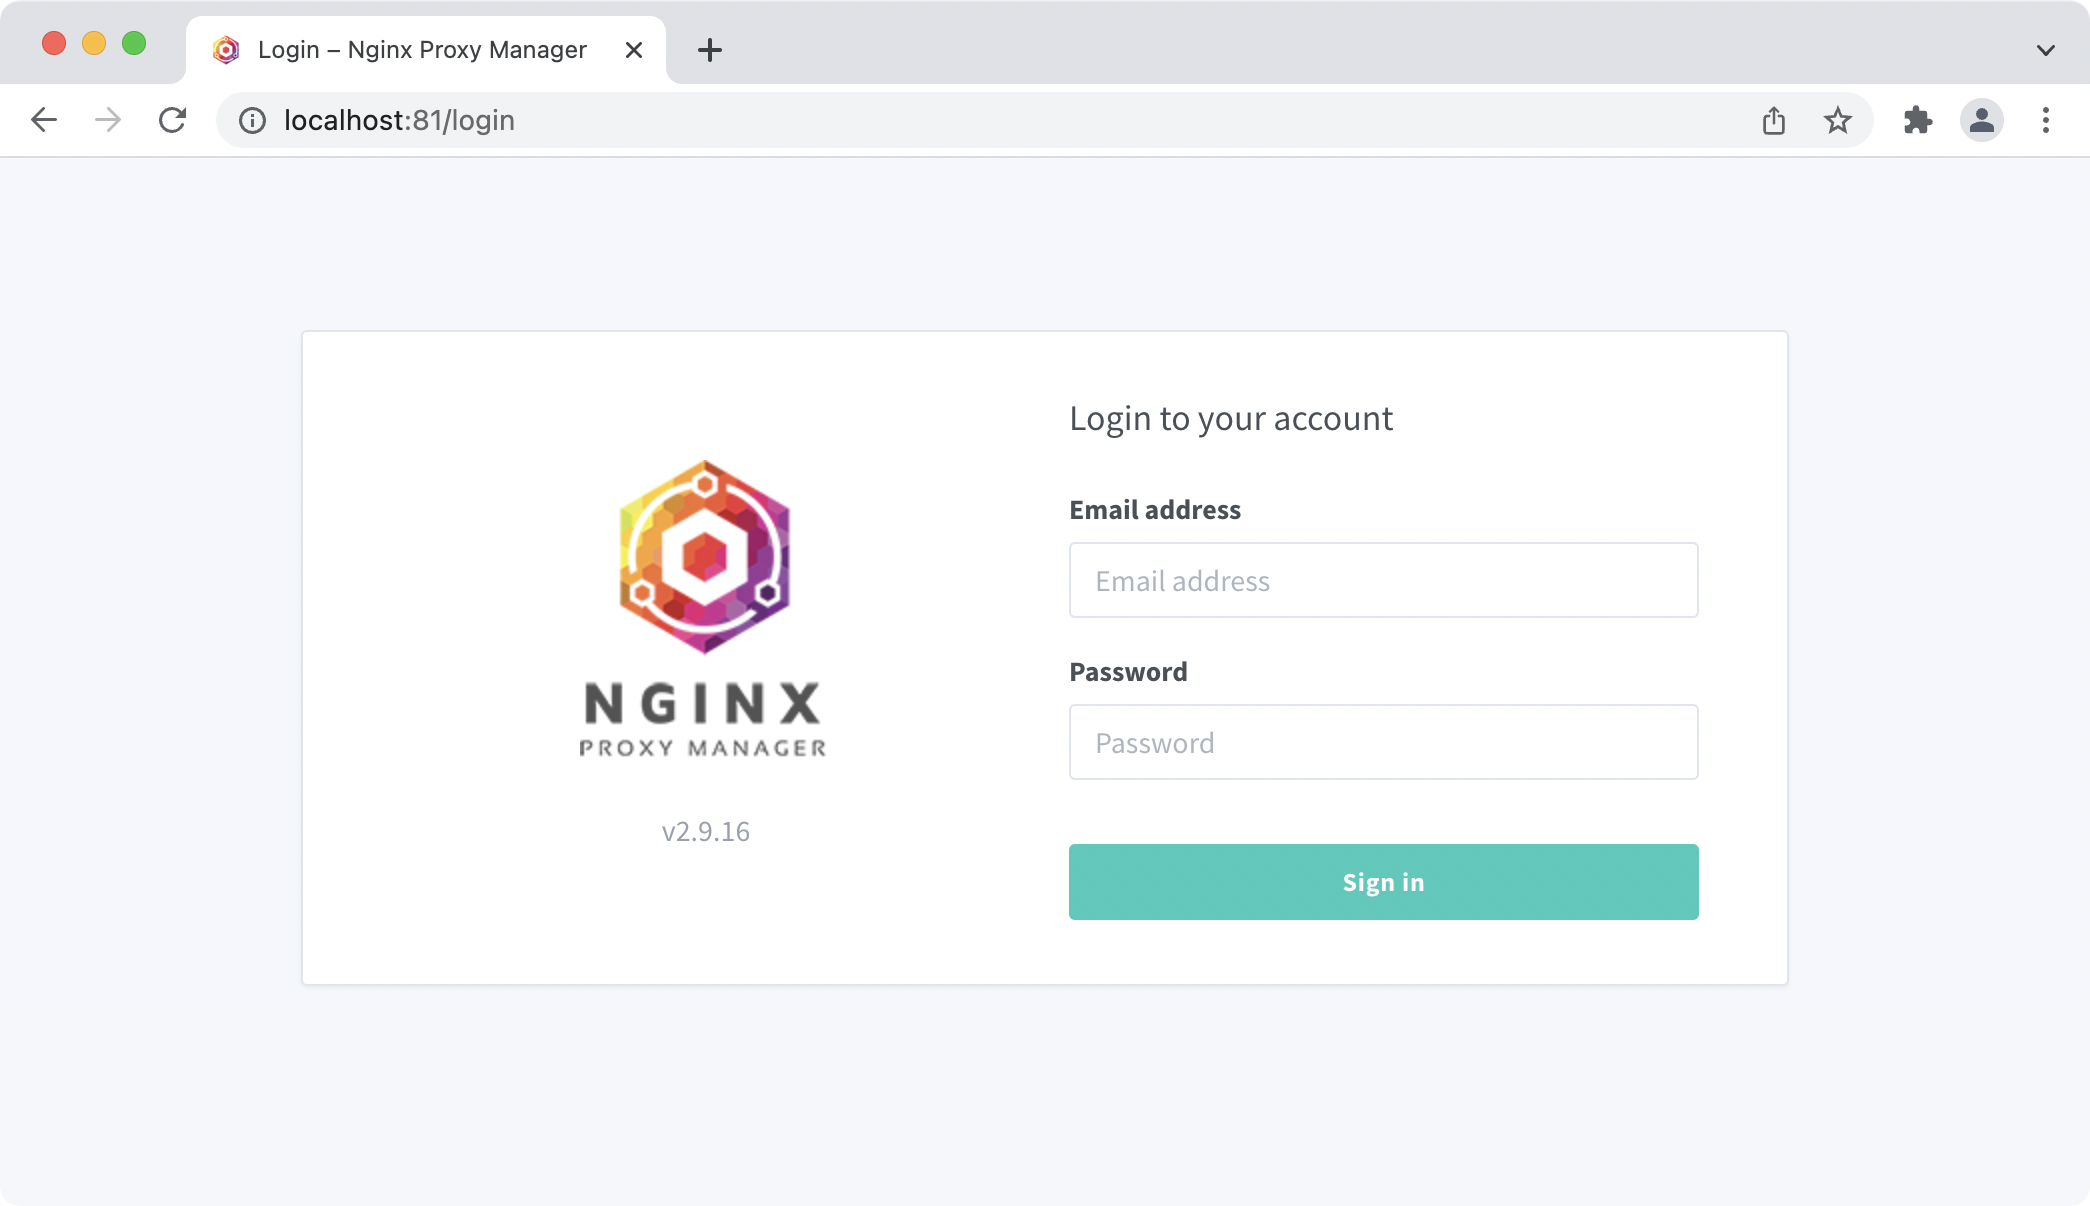 Login – Nginx Proxy Manager
localhost:81/login
NGINX
PROXY MANAGER
v2.9.16
Login to your account
Email address
Email address
Password
Password
Sign in